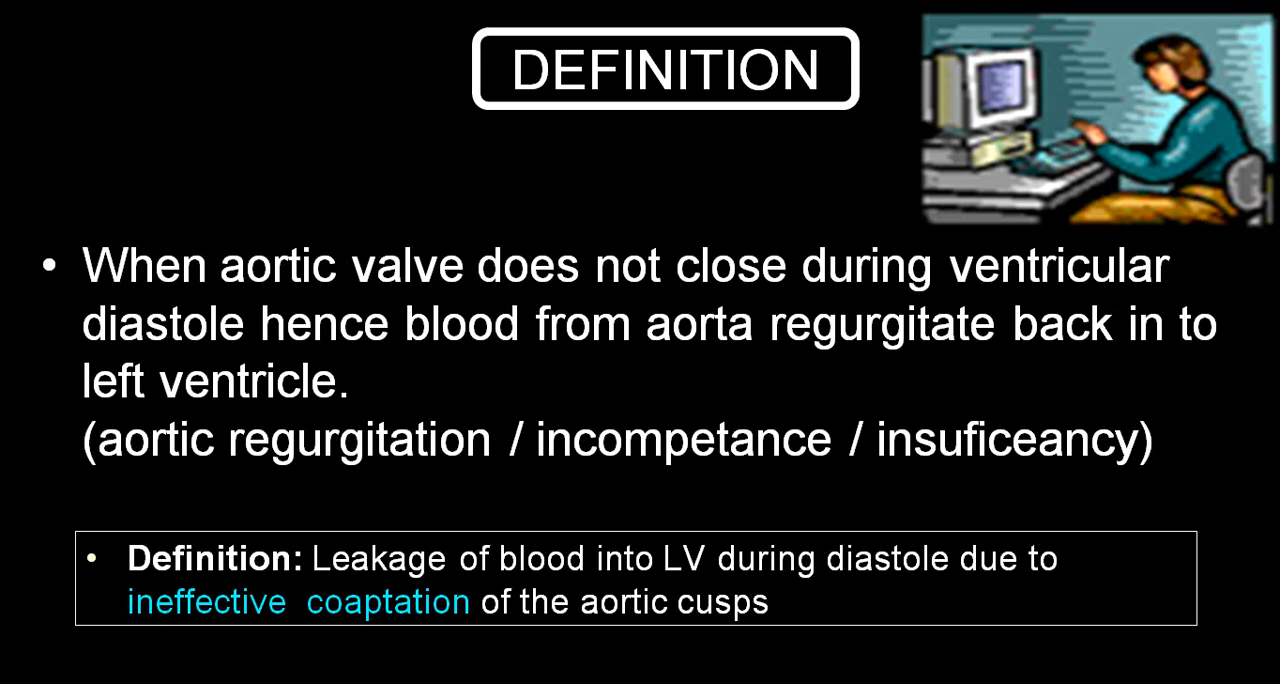 DEFINITION
• When aortic valve does not close during ventricular
diastole hence blood from aorta regurgitate back in to
left ventricle.
(aortic regurgitation / incompetance / insuficeancy)
• Definition: Leakage of blood into LV during diastole due to
ineffective coaptation of the aortic cusps